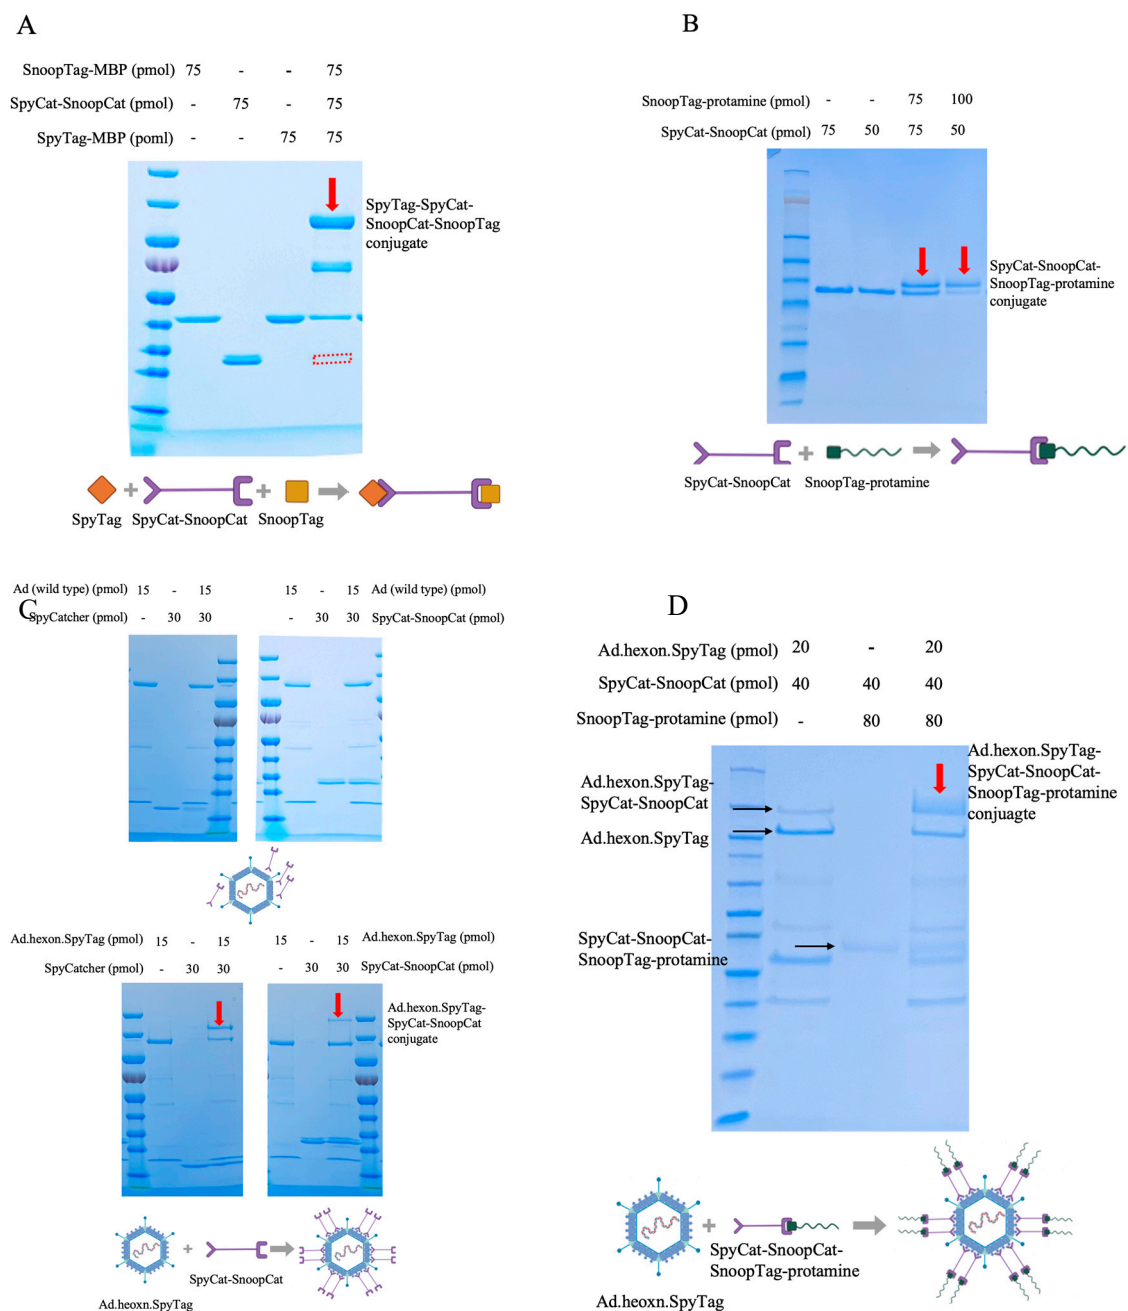 A
SnoopTag-MBP (pmol) 75 - - 75
SpyCat-SnoopCat (pmol) - 75 - 75
SpyTag-MBP (poml) - - 75 75
SpyTag-SpyCat-
SnoopCat-SnoopTag
conjugate
SpyTag
SpyCat-SnoopCat
SnoopTag
B
SnoopTag-protamine (pmol) - - 75 100
SpyCat-SnoopCat (pmol) 75 50 75 50
SpyCat-SnoopCat-
SnoopTag-protamine
conjugate
SpyCat-SnoopCat
SnoopTag-protamine
C
Ad (wild type) (pmol) 15 - 15
SpyCatcher (pmol) - 30 30
15 - 15 Ad (wild type) (pmol)
- 30 30 SpyCat-SnoopCat (pmol)
Ad.hexon.SpyTag (pmol) 15 - 15
SpyCatcher (pmol) - 30 30
15 - 15 Ad.hexon.SpyTag (pmol)
- 30 30 SpyCat-SnoopCat (pmol)
Ad.hexon.SpyTag-
SpyCat-SnoopCat
conjugate
SpyCat-SnoopCat
Ad.heoxn.SpyTag
D
Ad.hexon.SpyTag (pmol) 20 - 20
SpyCat-SnoopCat (pmol) 40 40 40
SnoopTag-protamine (pmol) - 80 80
Ad.hexon.SpyTag-
SpyCat-SnoopCat
Ad.hexon.SpyTag
SpyCat-SnoopCat-
SnoopTag-protamine
Ad.hexon.SpyTag-
SpyCat-SnoopCat-
SnoopTag-protamine
conjuagte
SpyCat-SnoopCat-
SnoopTag-protamine
Ad.heoxn.SpyTag